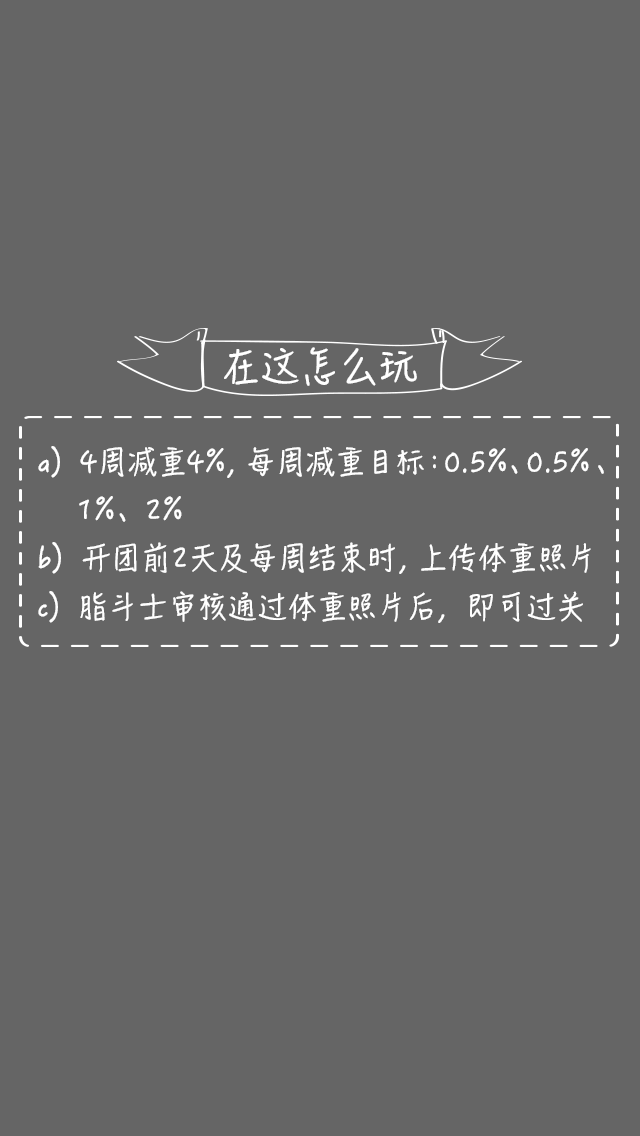 在这怎么玩
a) 4周减重4%, 每周减重目标:0.5%、0.5%、
1%、2%
b) 开团前2天及每周结束时, 上传体重照片
c) 脂斗士审核通过体重照片后, 即可过关